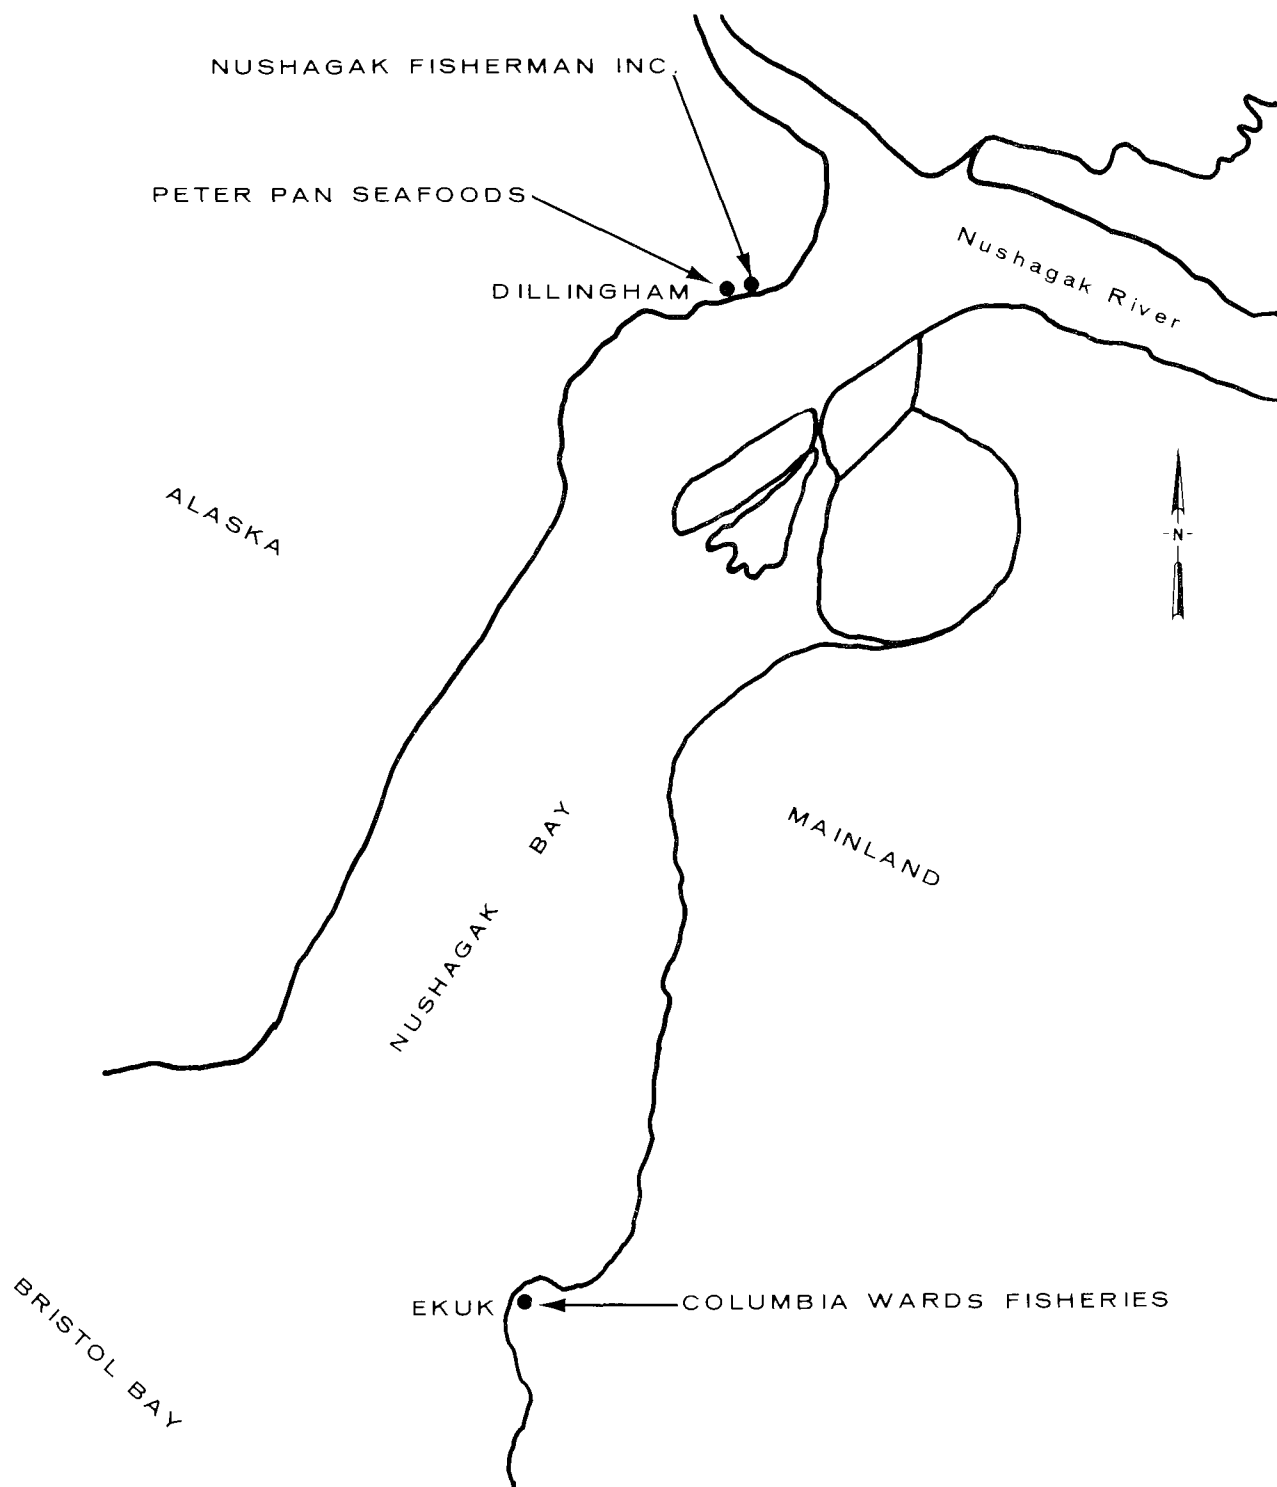 NUSHAGAK FISHERMAN INC.
PETER PAN SEAFOODS
Nushagak River
DILLINGHAM
ALASKA
-N-
BAY
MAINLAND
NUSHAGAK
BRISTOL BAY
EKUK
COLUMBIA WARDS FISHERIES